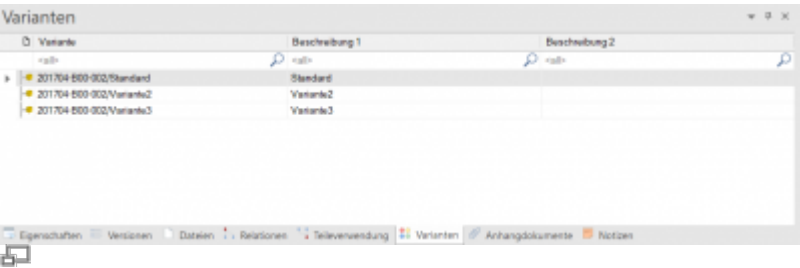 Varianten
Variante Beschreibung 1 Beschreibung 2
<all> <all> <all>
201704-B00-002/Standard Standard
201704-B00-002/Variante2 Variante2
201704-B00-002/Variante3 Variante3
Eigenschaften Versionen Dateien Relationen Teileverwendung Varianten Anhangdokumente Notizen